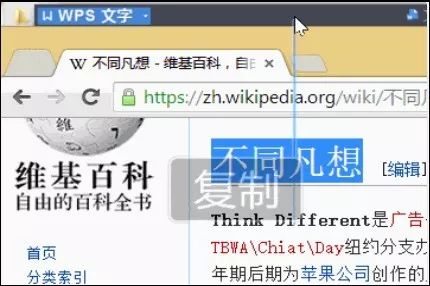 WPS 文字
不同凡想 - 维基百科，自由
https://zh.wikipedia.org/wiki/不同
维基百科
自由的百科全书
不同凡想 [编辑]
复制
Think Different是广告
TBWA\Chiat\Day纽约分支办
年期后期为苹果公司创作的
首页
分类索引